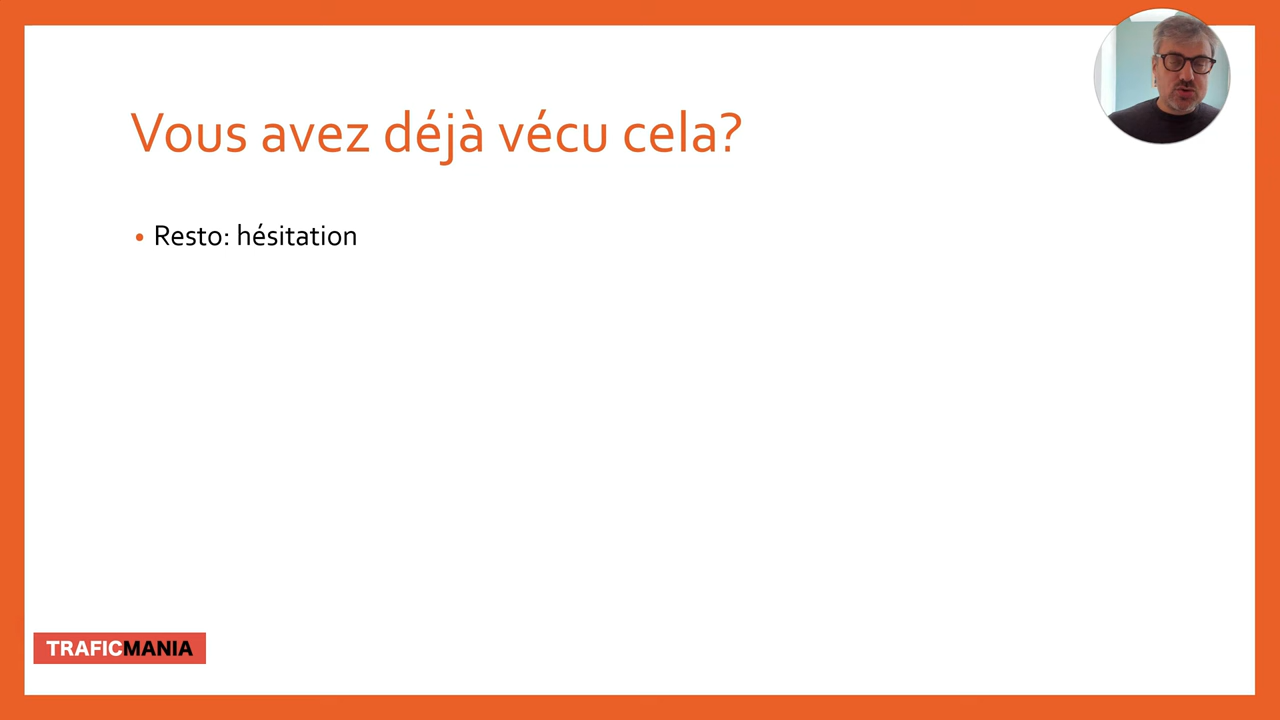 Vous avez déjà vécu cela?
• Resto: hésitation
TRAFICMANIA